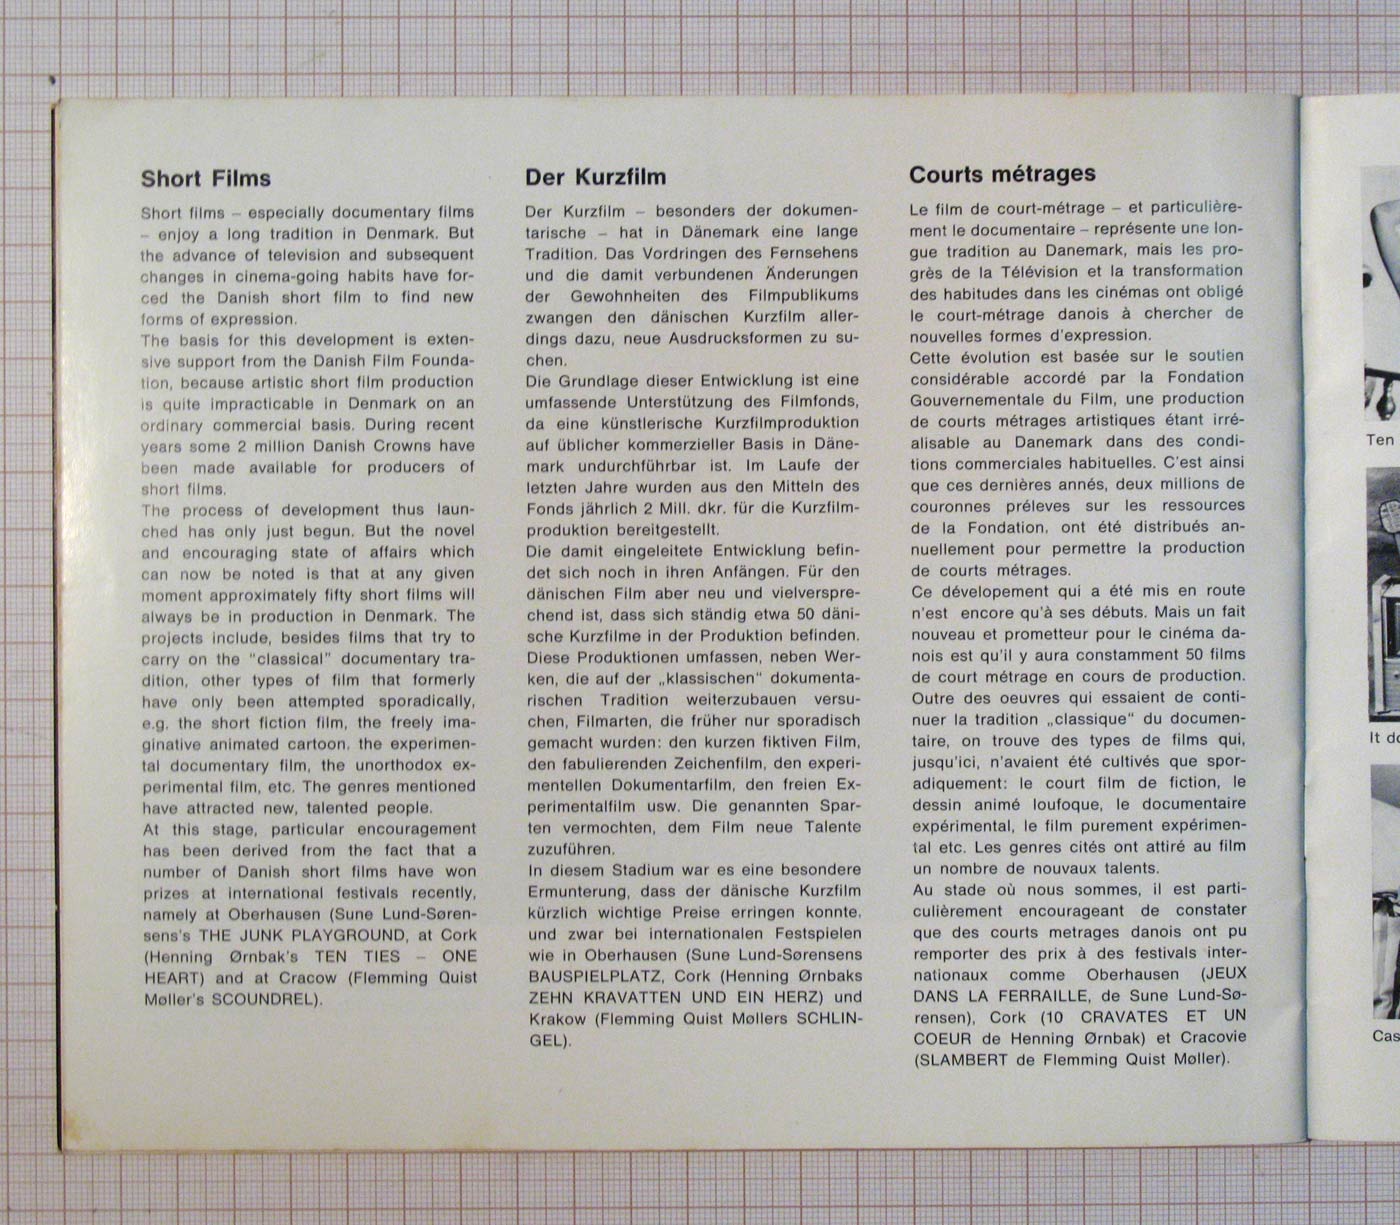 Short Films
Short films – especially documentary films
– enjoy a long tradition in Denmark. But
the advance of television and subsequent
changes in cinema-going habits have for-
ced the Danish short film to find new
forms of expression.
The basis for this development is exten-
sive support from the Danish Film Founda-
tion, because artistic short film production
is quite impracticable in Denmark on an
ordinary commercial basis. During recent
years some 2 million Danish Crowns have
been made available for producers of
short films.
The process of development thus laun-
ched has only just begun. But the novel
and encouraging state of affairs which
can now be noted is that at any given
moment approximately fifty short films will
always be in production in Denmark. The
projects include, besides films that try to
carry on the "classical" documentary tra-
dition, other types of film that formerly
have only been attempted sporadically,
e.g. the short fiction film, the freely ima-
ginative animated cartoon, the experimen-
tal documentary film, the unorthodox ex-
perimental film, etc. The genres mentioned
have attracted new, talented people.
At this stage, particular encouragement
has been derived from the fact that a
number of Danish short films have won
prizes at international festivals recently,
namely at Oberhausen (Sune Lund-Søren-
sens's THE JUNK PLAYGROUND, at Cork
(Henning Ørnbak's TEN TIES – ONE
HEART) and at Cracow (Flemming Quist
Møller's SCOUNDREL).
Der Kurzfilm
Der Kurzfilm – besonders der dokumen-
tarische – hat in Dänemark eine lange
Tradition. Das Vordringen des Fernsehens
und die damit verbundenen Änderungen
der Gewohnheiten des Filmpublikums
zwangen den dänischen Kurzfilm aller-
dings dazu, neue Ausdrucksformen zu su-
chen.
Die Grundlage dieser Entwicklung ist eine
umfassende Unterstützung des Filmfonds,
da eine künstlerische Kurzfilmproduktion
auf üblicher kommerzieller Basis in Däne-
mark undurchführbar ist. Im Laufe der
letzten Jahre wurden aus den Mitteln des
Fonds jährlich 2 Mill. dkr. für die Kurzfilm-
produktion bereitgestellt.
Die damit eingeleitete Entwicklung befin-
det sich noch in ihren Anfängen. Für den
dänischen Film aber neu und vielverspre-
chend ist, dass sich ständig etwa 50 däni-
sche Kurzfilme in der Produktion befinden.
Diese Produktionen umfassen, neben Wer-
ken, die auf der „klassischen“ dokumenta-
rischen Tradition weiterzubauen versu-
chen, Filmarten, die früher nur sporadisch
gemacht wurden: den kurzen fiktiven Film,
den fabulierenden Zeichenfilm, den experi-
mentellen Dokumentarfilm, den freien Ex-
perimentalfilm usw. Die genannten Spar-
ten vermochten, dem Film neue Talente
zuzuführen.
In diesem Stadium war es eine besondere
Ermunterung, dass der dänische Kurzfilm
kürzlich wichtige Preise erringen konnte,
und zwar bei internationalen Festspielen
wie in Oberhausen (Sune Lund-Sørensens
BAUSPIELPLATZ, Cork (Henning Ørnbaks
ZEHN KRAVATTEN UND EIN HERZ) und
Krakow (Flemming Quist Møllers SCHLIN-
GEL).
Courts métrages
Le film de court-métrage – et particulière-
ment le documentaire – représente une lon-
gue tradition au Danemark, mais les pro-
grès de la Télévision et la transformation
des habitudes dans les cinémas ont obligé
le court-métrage danois à chercher de
nouvelles formes d'expression.
Cette évolution est basée sur le soutien
considérable accordé par la Fondation
Gouvernementale du Film, une production
de courts métrages artistiques étant irré-
alisable au Danemark dans des condi-
tions commerciales habituelles. C'est ainsi
que ces dernières annés, deux millions de
couronnes préleves sur les ressources
de la Fondation, ont été distribués an-
nuellement pour permettre la production
de courts métrages.
Ce dévelopement qui a été mis en route
n'est encore qu'à ses débuts. Mais un fait
nouveau et prometteur pour le cinéma da-
nois est qu'il y aura constamment 50 films
de court métrage en cours de production.
Outre des oeuvres qui essaient de conti-
nuer la tradition „classique“ du documen-
taire, on trouve des types de films qui,
jusqu'ici, n'avaient été cultivés que spor-
adiquement: le court film de fiction, le
dessin animé loufoque, le documentaire
expérimental, le film purement expérimen-
tal etc. Les genres cités ont attiré au film
un nombre de nouvaux talents.
Au stade où nous sommes, il est parti-
culièrement encourageant de constater
que des courts metrages danois ont pu
remporter des prix à des festivals inter-
nationaux comme Oberhausen (JEUX
DANS LA FERRAILLE, de Sune Lund-Sø-
rensen), Cork (10 CRAVATES ET UN
COEUR de Henning Ørnbak) et Cracovie
(SLAMBERT de Flemming Quist Møller).
Ten
It